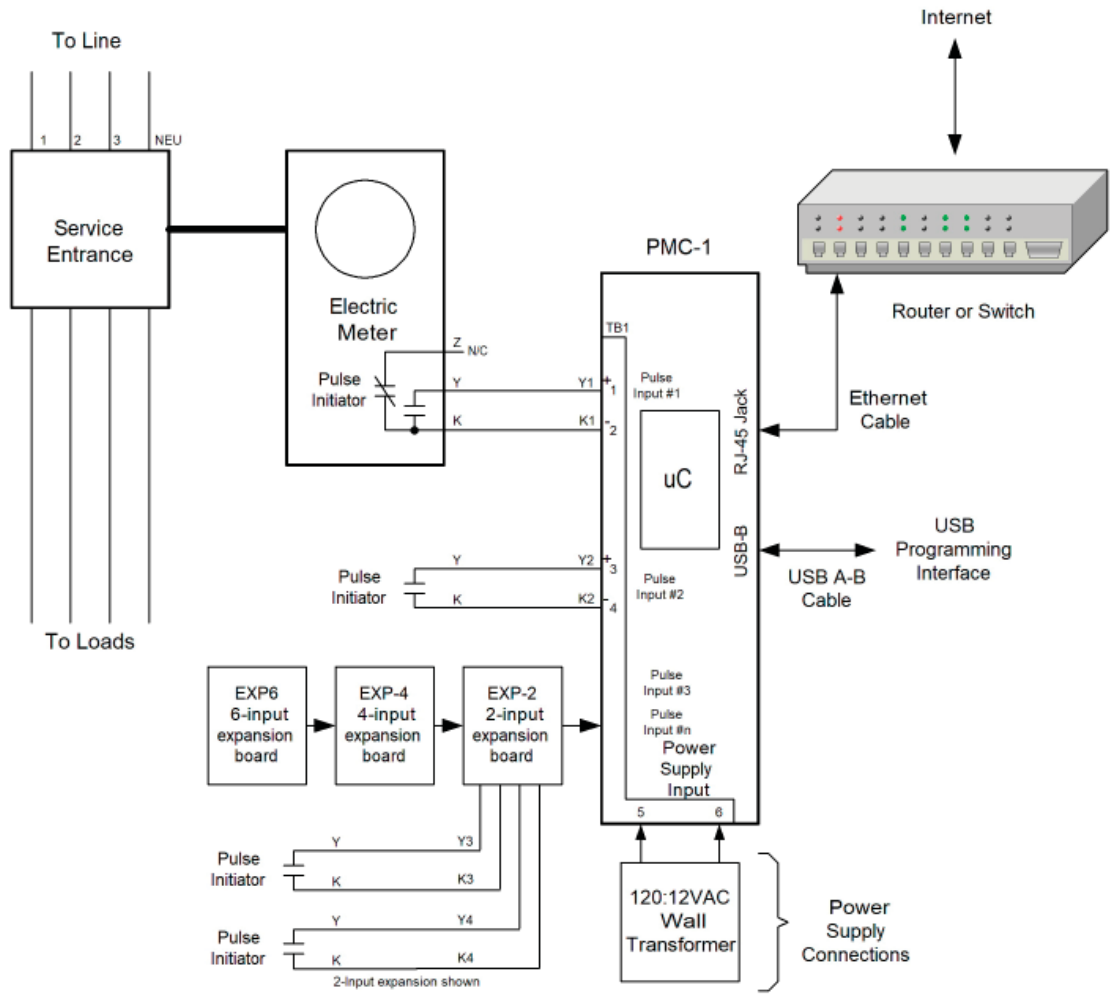 Internet
To Line
1 2 3 NEU
Service
Entrance
Electric
Meter
Z
N/C
Pulse
Initiator
Y
K
Y1
K1
PMC-1
TB1
+
1
-
2
Pulse
Input #1
uC
RJ-45 Jack
USB-B
Router or Switch
Ethernet
Cable
USB
Programming
Interface
USB A-B
Cable
Pulse
Initiator
Y
K
Y2
K2
+
3
-
4
Pulse
Input #2
To Loads
EXP6
6-input
expansion
board
EXP-4
4-input
expansion
board
EXP-2
2-input
expansion
board
Pulse
Input #3
Pulse
Input #n
Power
Supply
Input
5 6
Pulse
Initiator
Y
K
Y3
K3
Pulse
Initiator
Y
K
Y4
K4
2-Input expansion shown
120:12VAC
Wall
Transformer
Power
Supply
Connections